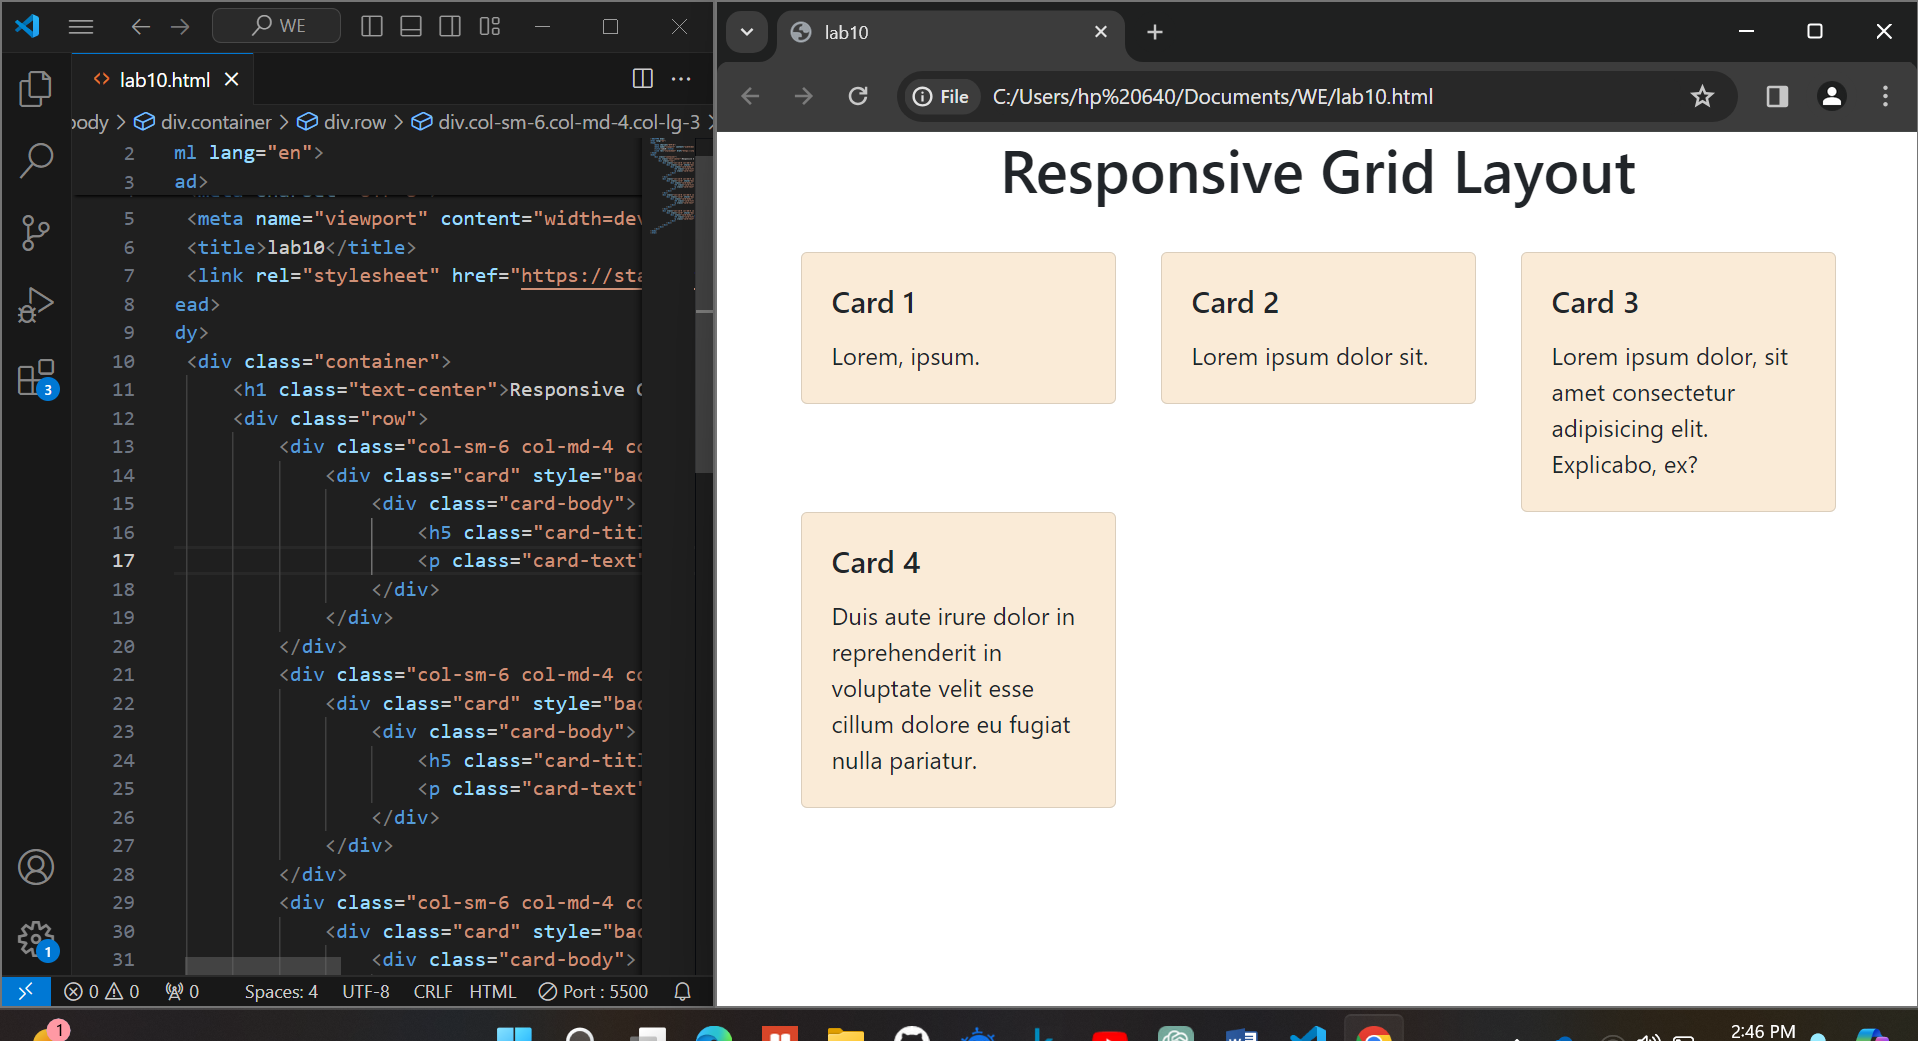 WE
lab10.html
body > div.container > div.row > div.col-sm-6.col-md-4.col-lg-3 >
2 ml lang="en">
3 ad>
5 <meta name="viewport" content="width=dev
6 <title>lab10</title>
7 <link rel="stylesheet" href="https://sta
8 ead>
9 dy>
10 <div class="container">
11 <h1 class="text-center">Responsive G
12 <div class="row">
13 <div class="col-sm-6 col-md-4 co
14 <div class="card" style="bac
15 <div class="card-body">
16 <h5 class="card-titl
17 <p class="card-text"
18 </div>
19 </div>
20 </div>
21 <div class="col-sm-6 col-md-4 co
22 <div class="card" style="bac
23 <div class="card-body">
24 <h5 class="card-titl
25 <p class="card-text"
26 </div>
27 </div>
28 </div>
29 <div class="col-sm-6 col-md-4 co
30 <div class="card" style="bac
31 <div class="card-body">
3
1
0 0 0 Spaces: 4 UTF-8 CRLF HTML Port : 5500
lab10
File C:/Users/hp%20640/Documents/WE/lab10.html
Responsive Grid Layout
Card 1
Lorem, ipsum.
Card 2
Lorem ipsum dolor sit.
Card 3
Lorem ipsum dolor, sit
amet consectetur
adipisicing elit.
Explicabo, ex?
Card 4
Duis aute irure dolor in
reprehenderit in
voluptate velit esse
cillum dolore eu fugiat
nulla pariatur.
1
2:46 PM